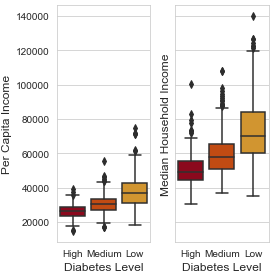 Per Capita Income
140000
120000
100000
80000
60000
40000
20000
High Medium Low
Diabetes Level
Median Household Income
High Medium Low
Diabetes Level